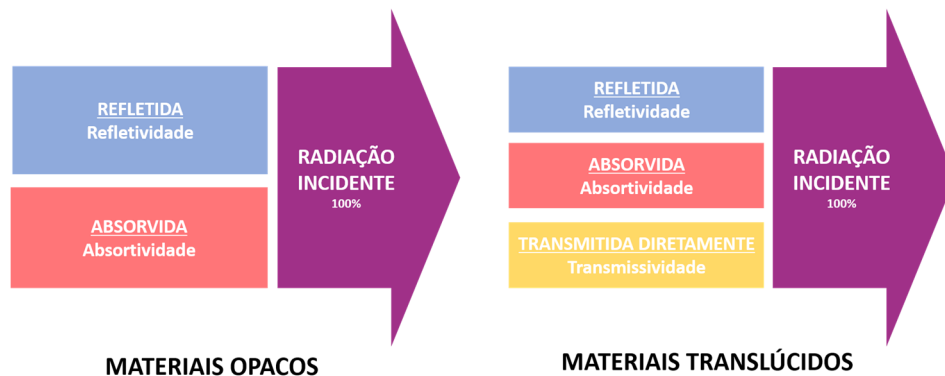 REFLETIDA
Refletividade
ABSORVIDA
Absortividade
RADIAÇÃO
INCIDENTE
100%
MATERIAIS OPACOS
REFLETIDA
Refletividade
ABSORVIDA
Absortividade
TRANSMITIDA DIRETAMENTE
Transmissividade
RADIAÇÃO
INCIDENTE
100%
MATERIAIS TRANSLÚCIDOS